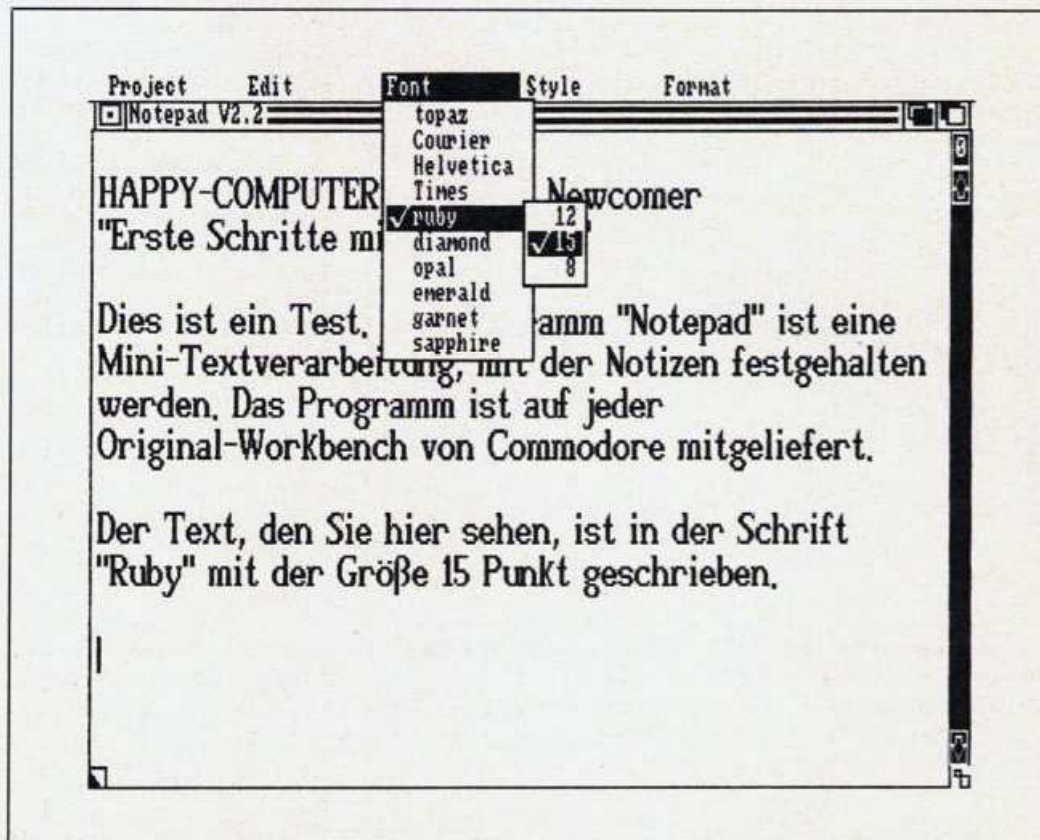 Project Edit Font Style Format
Notepad V2.2
topaz
Courier
Helvetica
Times
✓ ruby
diamond
opal
emerald
garnet
sapphire
12
✓ 15
8
0
HAPPY-COMPUTER Newcomer
"Erste Schritte
Dies ist ein Test. "Notepad" ist eine
Mini-Textverarbeitung, mit der Notizen festgehalten
werden. Das Programm ist auf jeder
Original-Workbench von Commodore mitgeliefert.
Der Text, den Sie hier sehen, ist in der Schrift
"Ruby" mit der Größe 15 Punkt geschrieben.